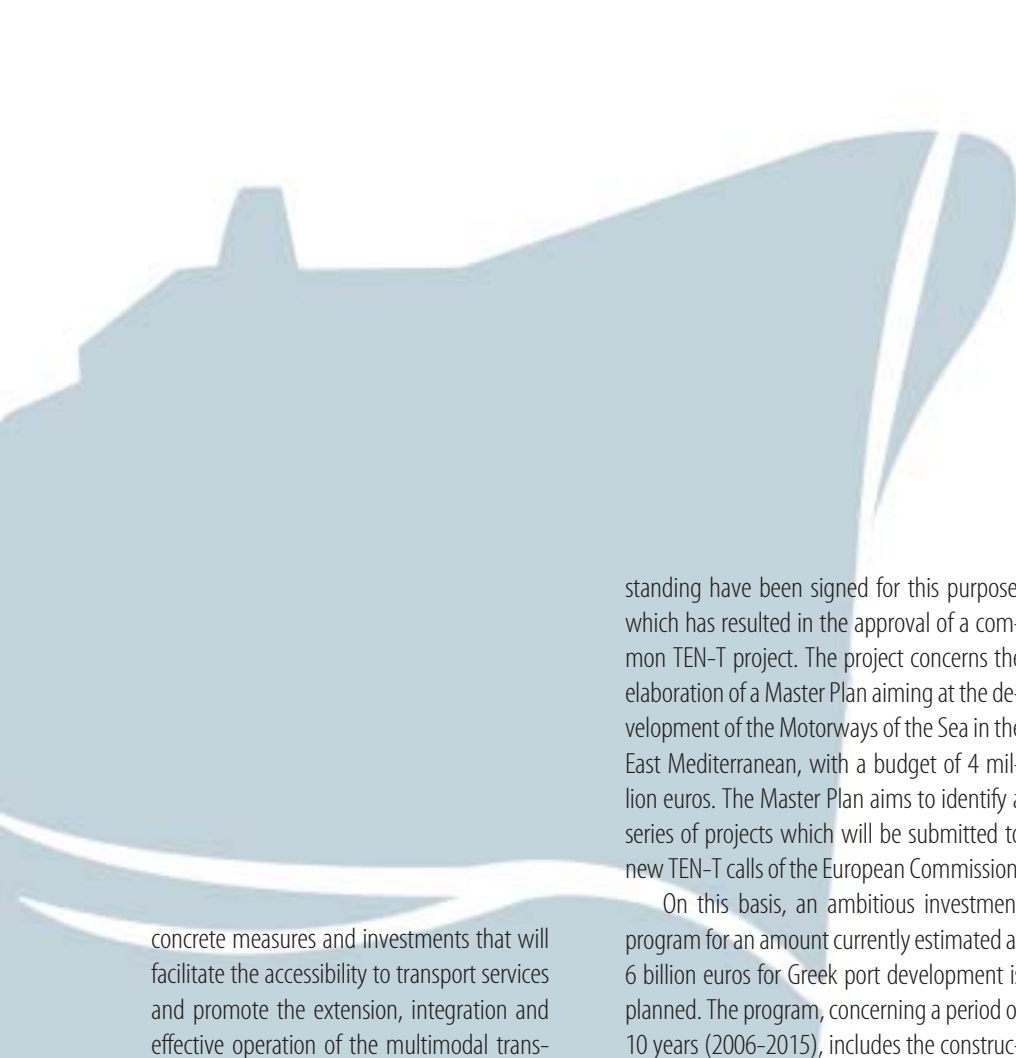 concrete measures and investments that will
facilitate the accessibility to transport services
and promote the extension, integration and
effective operation of the multimodal trans-
standing have been signed for this purpose
which has resulted in the approval of a com-
mon TEN-T project. The project concerns the
elaboration of a Master Plan aiming at the de-
velopment of the Motorways of the Sea in the
East Mediterranean, with a budget of 4 mil-
lion euros. The Master Plan aims to identify a
series of projects which will be submitted to
new TEN-T calls of the European Commission
On this basis, an ambitious investmen
program for an amount currently estimated a
6 billion euros for Greek port development is
planned. The program, concerning a period o
10 years (2006-2015), includes the construc-